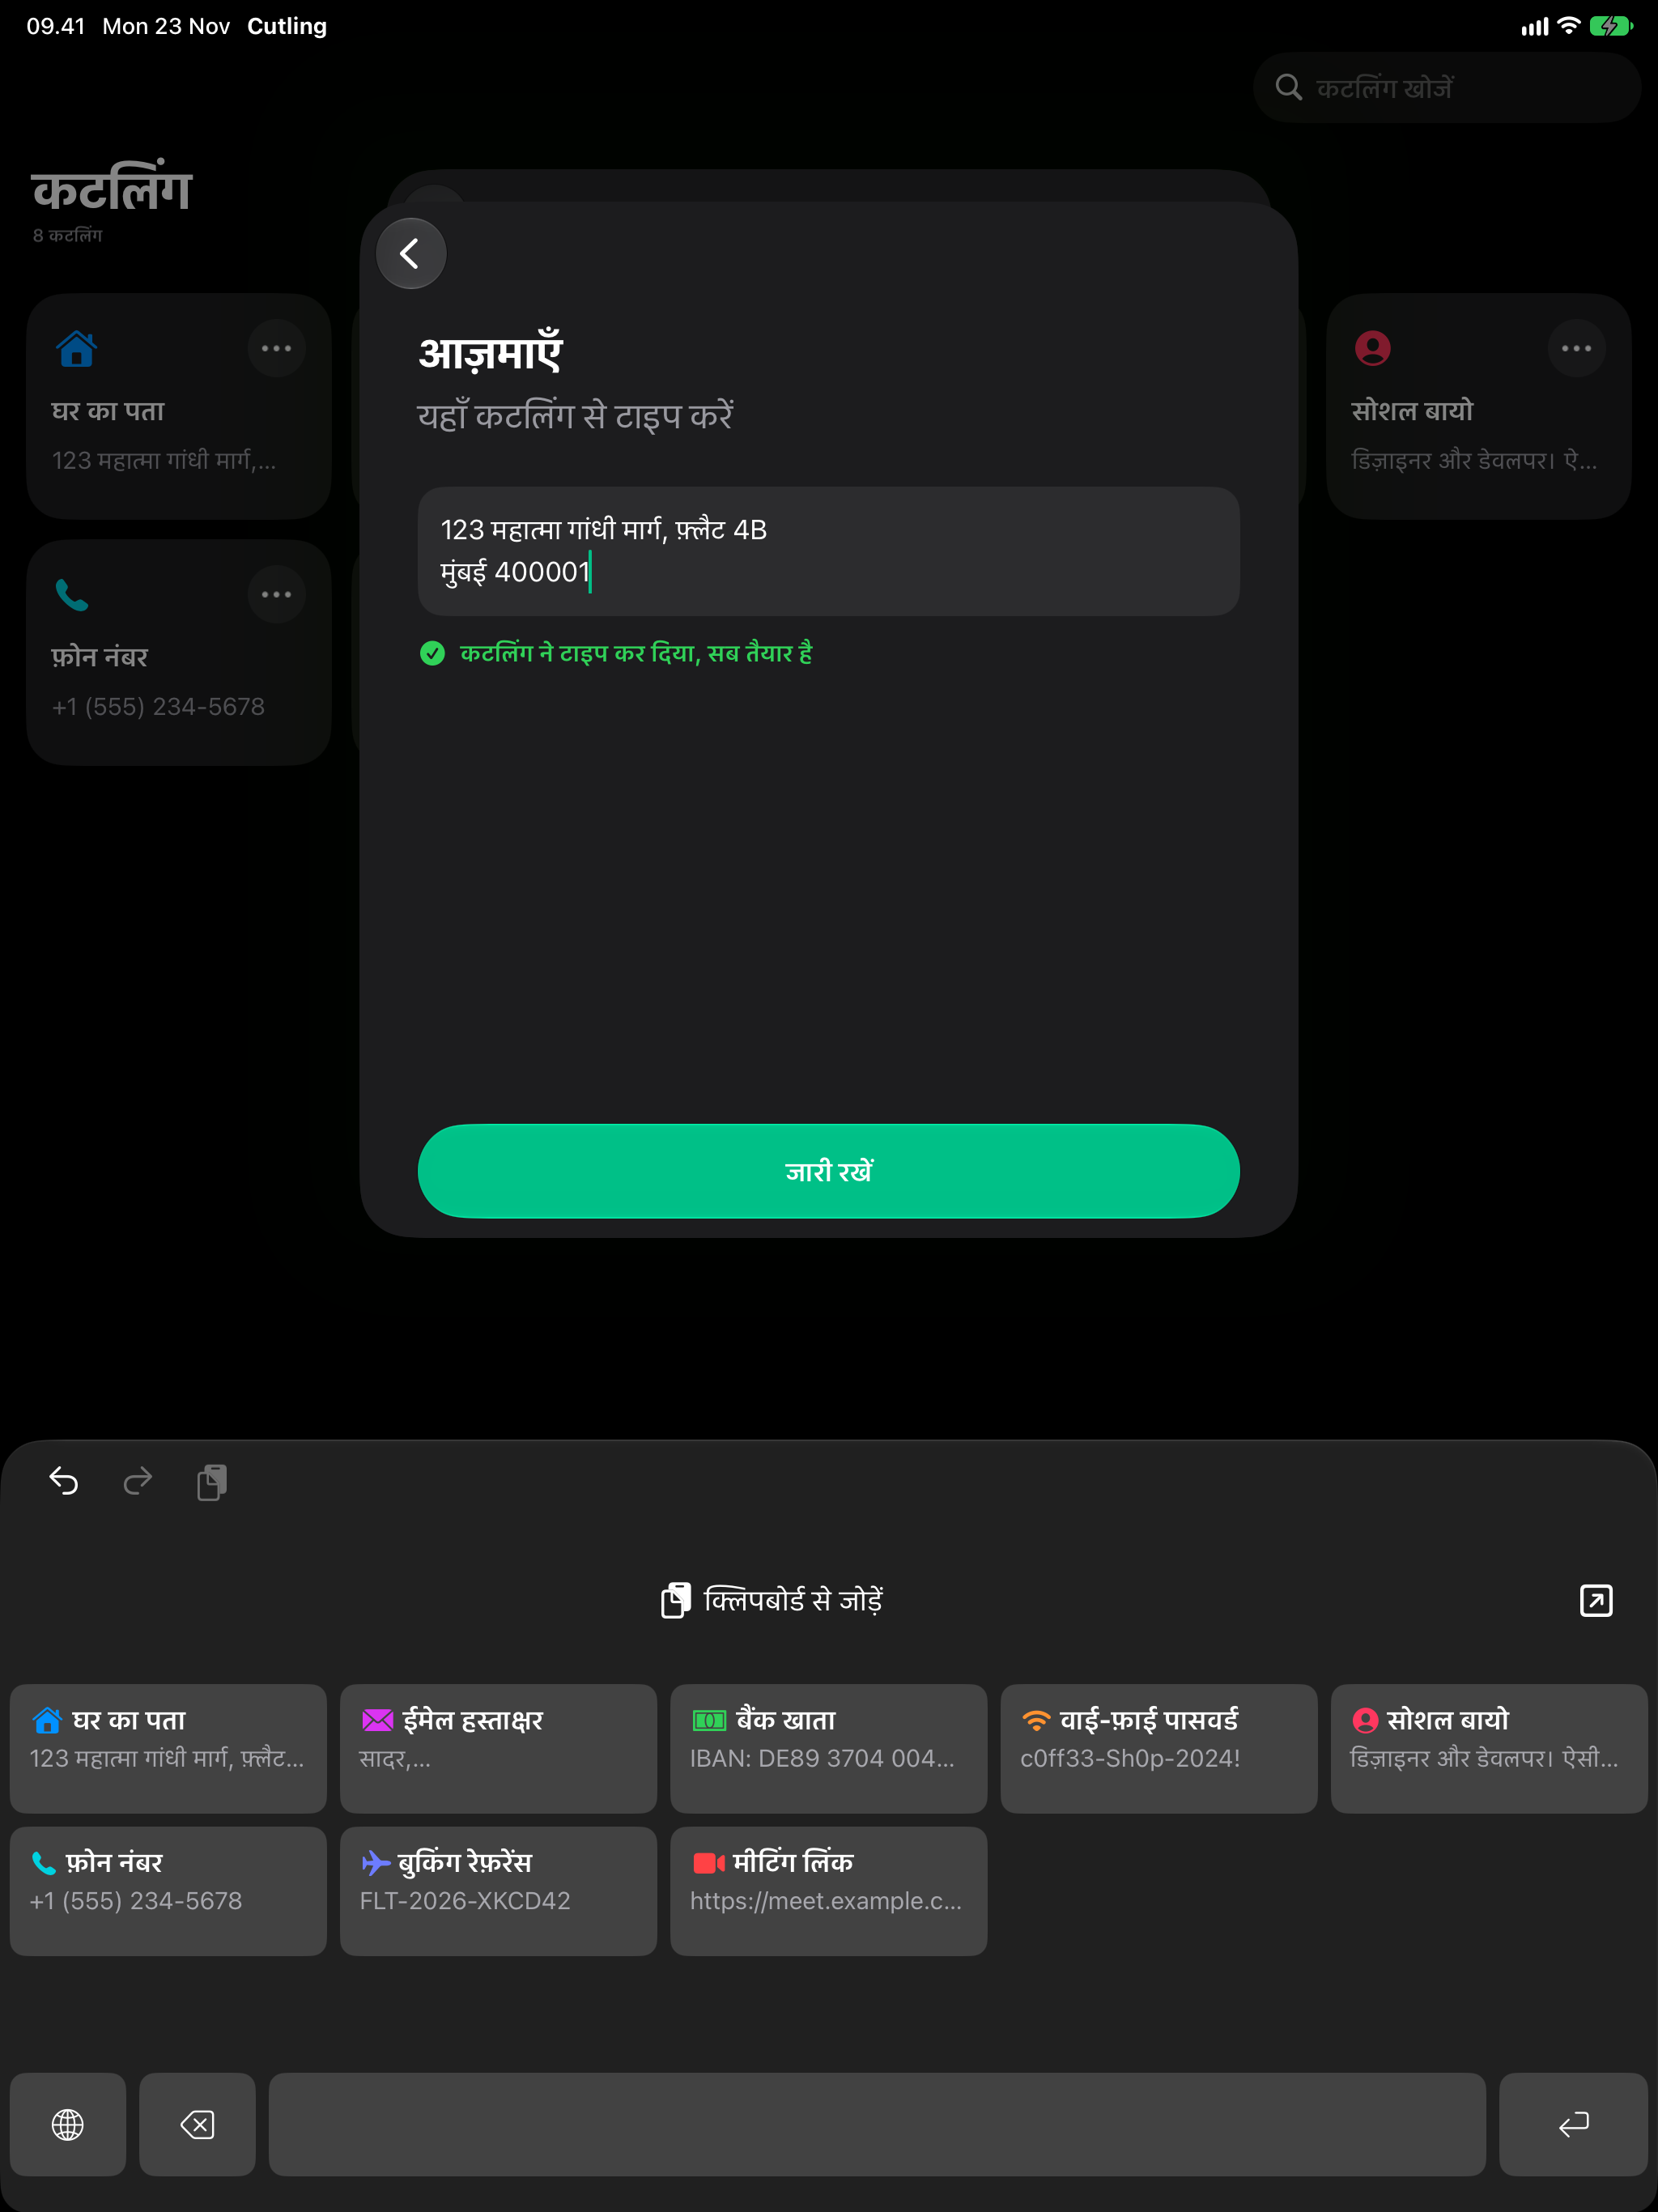 09.41 Mon 23 Nov Cutling
कटलिंग खोजें
कटलिंग
8 कटलिंग
घर का पता
123 महात्मा गांधी मार्ग,...
सोशल बायो
डिज़ाइनर और डेवलपर। ऐ...
फ़ोन नंबर
+1 (555) 234-5678
आज़माएँ
यहाँ कटलिंग से टाइप करें
123 महात्मा गांधी मार्ग, फ़्लैट 4B
मुंबई 400001
कटलिंग ने टाइप कर दिया, सब तैयार है
जारी रखें
क्लिपबोर्ड से जोड़ें
घर का पता
123 महात्मा गांधी मार्ग, फ़्लैट...
ईमेल हस्ताक्षर
सादर,...
बैंक खाता
IBAN: DE89 3704 004...
वाई-फ़ाई पासवर्ड
c0ff33-Sh0p-2024!
सोशल बायो
डिज़ाइनर और डेवलपर। ऐसी...
फ़ोन नंबर
+1 (555) 234-5678
बुकिंग रेफ़रेंस
FLT-2026-XKCD42
मीटिंग लिंक
https://meet.example.c...